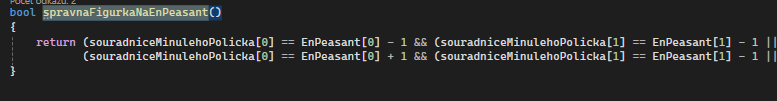 Počet odkazů: 2
bool spravnaFigurkaNaEnPeasant()
{
return (souradniceMinulehoPolicka[0] == EnPeasant[0] - 1 && (souradniceMinulehoPolicka[1] == EnPeasant[1] - 1 ||
(souradniceMinulehoPolicka[0] == EnPeasant[0] + 1 && (souradniceMinulehoPolicka[1] == EnPeasant[1] - 1 ||
}